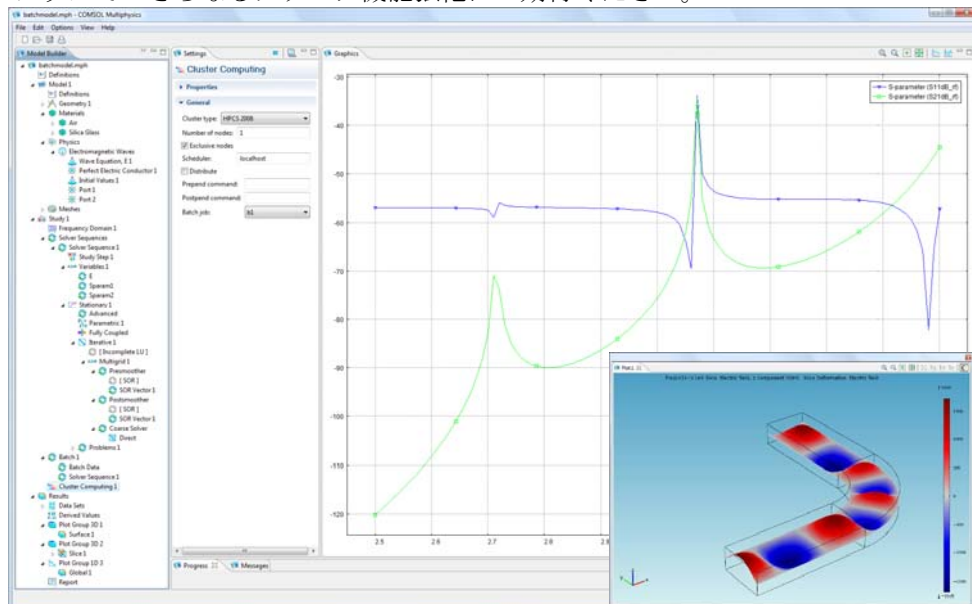 batchmodel.mph - COMSOL Multiphysics
File Edit Options View Help
Model Builder
batchmodel.mph
Definitions
Model 1
Definitions
Geometry 1
Materials
Air
Silica Glass
Physics
Electromagnetic Waves
Wave Equation, E 1
Perfect Electric Conductor 1
Initial Values 1
Port 1
Port 2
Meshes
Study 1
Frequency Domain 1
Solver Sequences
Solver Sequence 1
Study Step 1
Variables 1
E
Sparam1
Sparam2
Stationary 1
Advanced
Parametric 1
Fully Coupled
Iterative 1
[Incomplete LU]
Multigrid 1
Presmoother
[SOR]
SOR Vector 1
Postsmoother
[SOR]
SOR Vector 1
Coarse Solver
Direct
Problems 1
Batch 1
Batch Data
Solver Sequence 1
Cluster Computing 1
Results
Data Sets
Derived Values
Plot Group 3D 1
Surface 1
Plot Group 3D 2
Slice 1
Plot Group 1D 3
Global 1
Report
Settings
Cluster Computing
Properties
General
Cluster type: HPCS 2008
Number of nodes: 1
Exclusive nodes
Scheduler: localhost
Distribute
Prepend command:
Postpend command:
Batch job: b1
Progress
Messages
Graphics
S-parameter (S11dB_rf)
S-parameter (S21dB_rf)
-30
-40
-50
-60
-70
-80
-90
-100
-110
-120
2.5 2.6 2.7 2.8